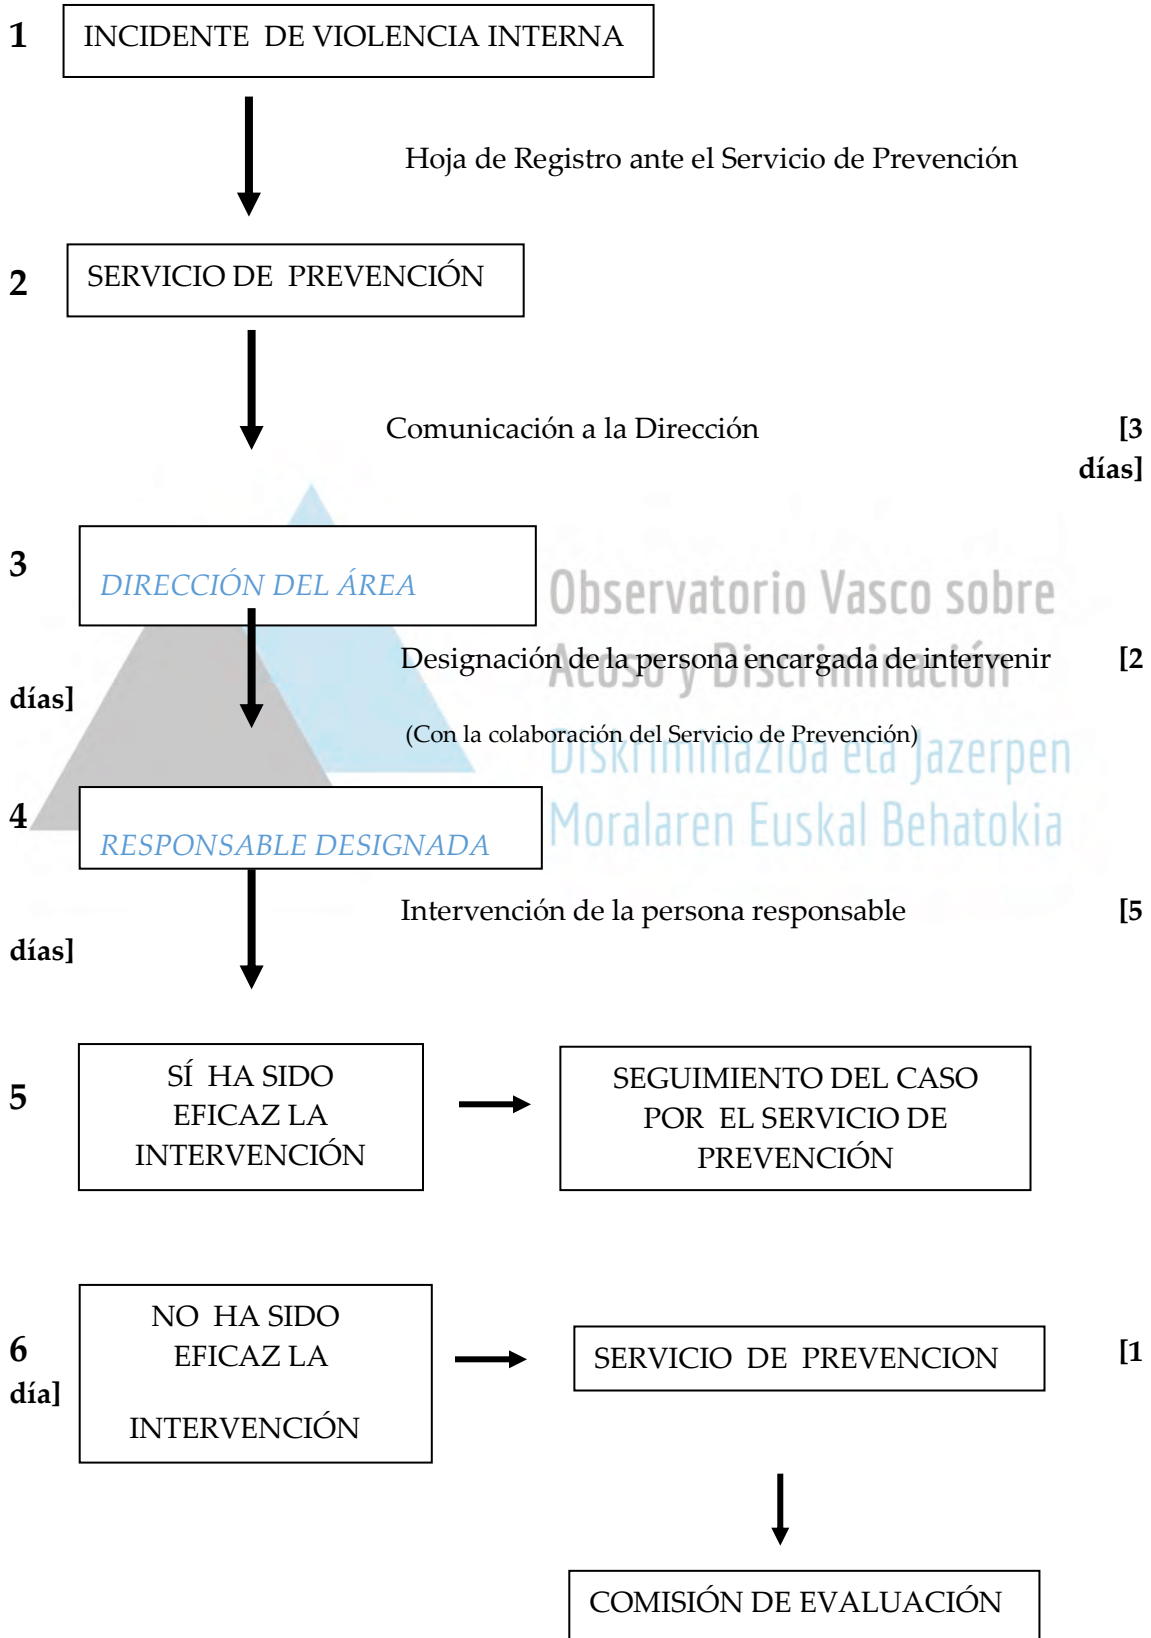 1 INCIDENTE DE VIOLENCIA INTERNA
Hoja de Registro ante el Servicio de Prevención
2 SERVICIO DE PREVENCIÓN
Comunicación a la Dirección [3
días]
3 DIRECCIÓN DEL ÁREA
Observatorio Vasco sobre
Acoso y Discriminación
Designación de la persona encargada de intervenir [2
días]
(Con la colaboración del Servicio de Prevención)
Diskriminazioa eta Jazerpen
Moralaren Euskal Behatokia
4 RESPONSABLE DESIGNADA
Intervención de la persona responsable [5
días]
5 SÍ HA SIDO
EFICAZ LA
INTERVENCIÓN
SEGUIMIENTO DEL CASO
POR EL SERVICIO DE
PREVENCIÓN
6 NO HA SIDO
EFICAZ LA
INTERVENCIÓN
SERVICIO DE PREVENCION [1
día]
COMISIÓN DE EVALUACIÓN